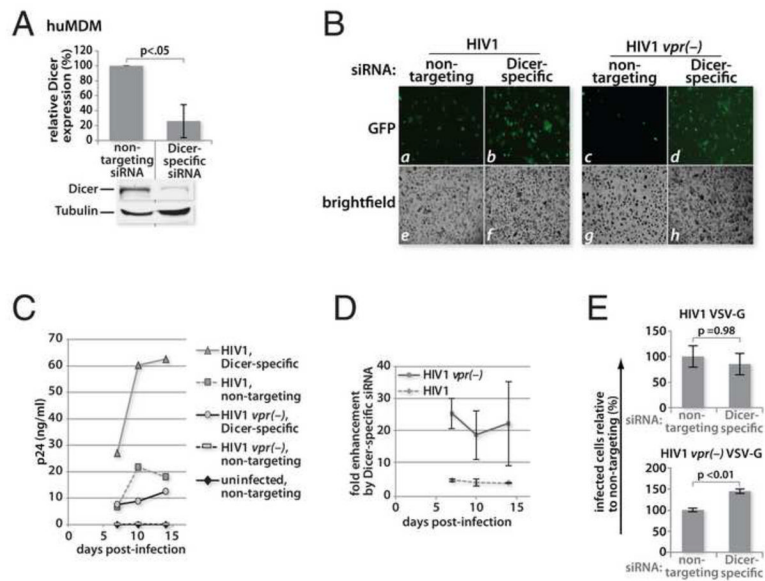 A huMDM
relative Dicer
expression (%)
120
100
80
60
40
20
0
p<.05
non-
targeting
siRNA
Dicer-
specific
siRNA
Dicer
Tubulin
B
HIV1
HIV1 vpr(–)
siRNA:
non-
targeting
Dicer-
specific
non-
targeting
Dicer-
specific
GFP
a
b
c
d
brightfield
e
f
g
h
C
p24 (ng/ml)
70
60
50
40
30
20
10
0
0 5 10 15
days post-infection
HIV1,
Dicer-specific
HIV1,
non-targeting
HIV1 vpr(–),
Dicer-specific
HIV1 vpr(–),
non-targeting
uninfected,
non-targeting
D
fold enhancement
by Dicer-specific siRNA
40
30
20
10
0
HIV1 vpr(–)
HIV1
0 5 10 15
days post-infection
E
infected cells relative
to non-targeting (%)
HIV1 VSV-G
p =0.98
150
100
50
0
siRNA:
non-
targeting
Dicer-
specific
HIV1 vpr(–) VSV-G
p <0.01
200
150
100
50
0
siRNA:
non-
targeting
Dicer-
specific